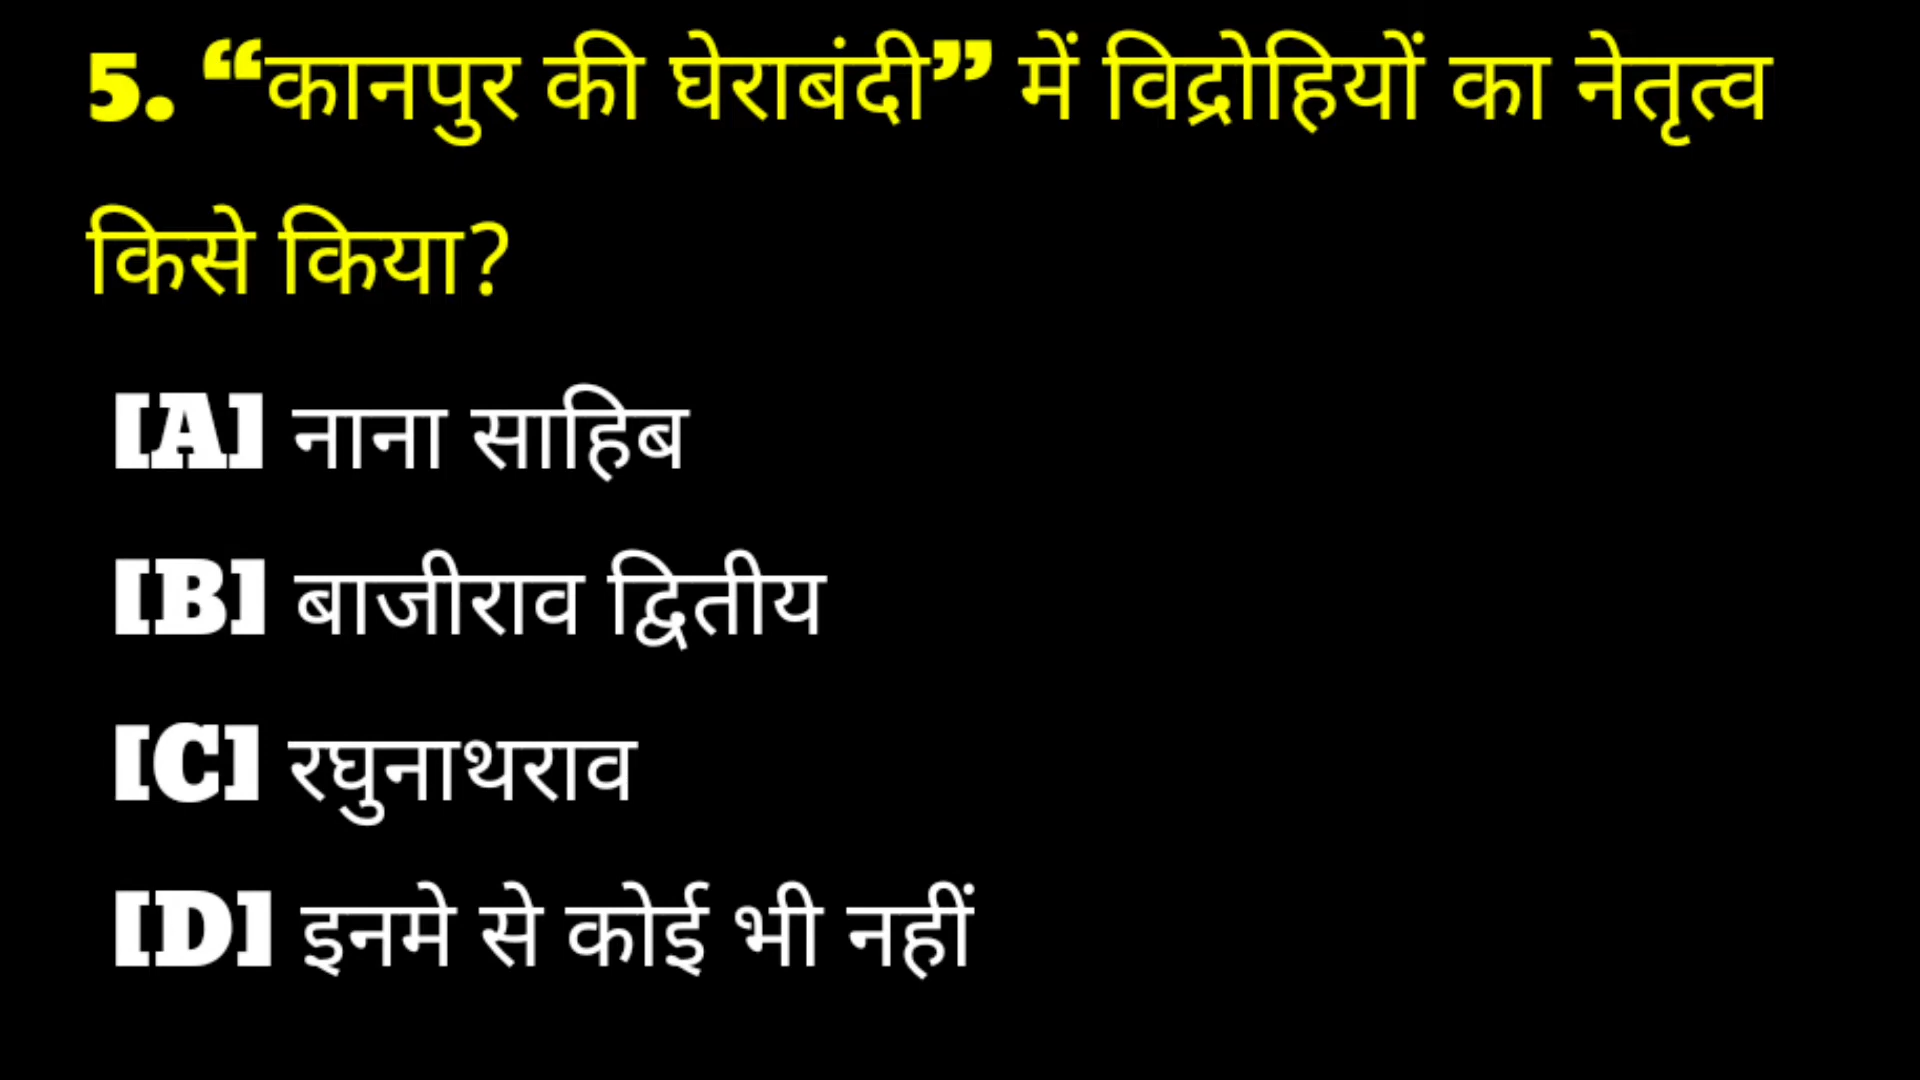 5. “कानपुर की घेराबंदी” में विद्रोहियों का नेतृत्व
किसे किया?
[A] नाना साहिब
[B] बाजीराव द्वितीय
[C] रघुनाथराव
[D] इनमे से कोई भी नहीं